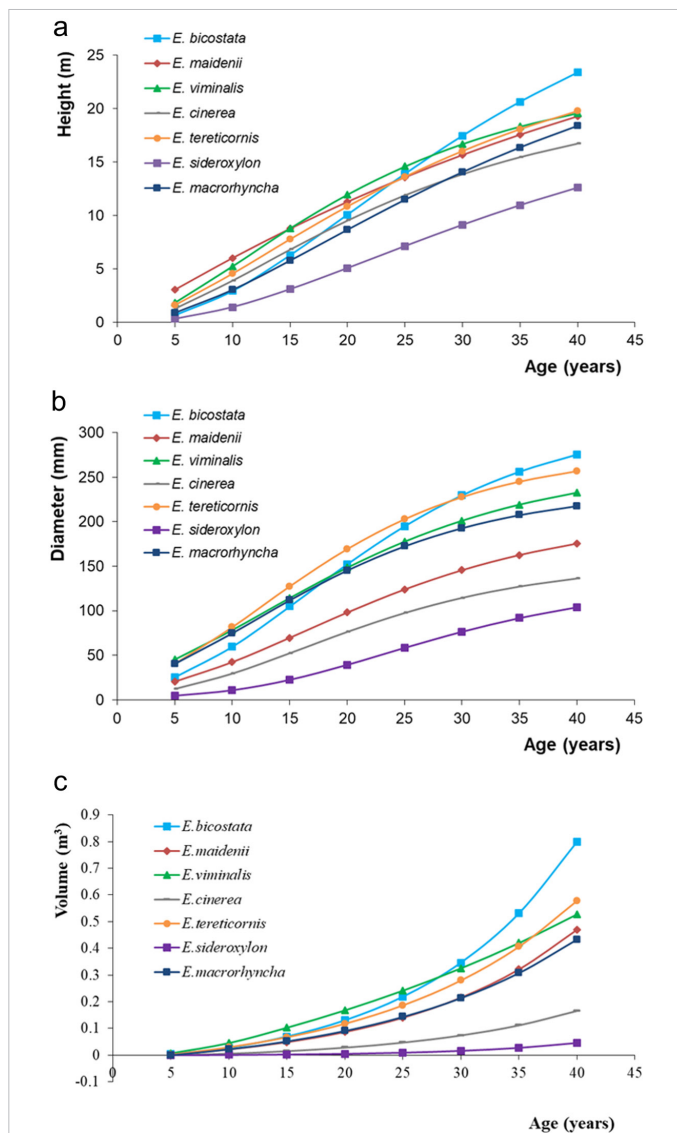 a
Height (m)
E. bicostata
E. maidenii
E. viminalis
E. cinerea
E. tereticornis
E. sideroxylon
E. macrorhyncha
25
20
15
10
5
0
0 5 10 15 20 25 30 35 40 45
Age (years)
b
Diameter (mm)
E. bicostata
E. maidenii
E. viminalis
E. cinerea
E. tereticornis
E. sideroxylon
E. macrorhyncha
300
250
200
150
100
50
0
0 5 10 15 20 25 30 35 40 45
Age (years)
c
Volume (m³)
E.bicostata
E.maidenii
E.viminalis
E.cinerea
E.tereticornis
E.sideroxylon
E.macrorhyncha
0.9
0.8
0.7
0.6
0.5
0.4
0.3
0.2
0.1
0
-0.1
0 5 10 15 20 25 30 35 40 45
Age (years)